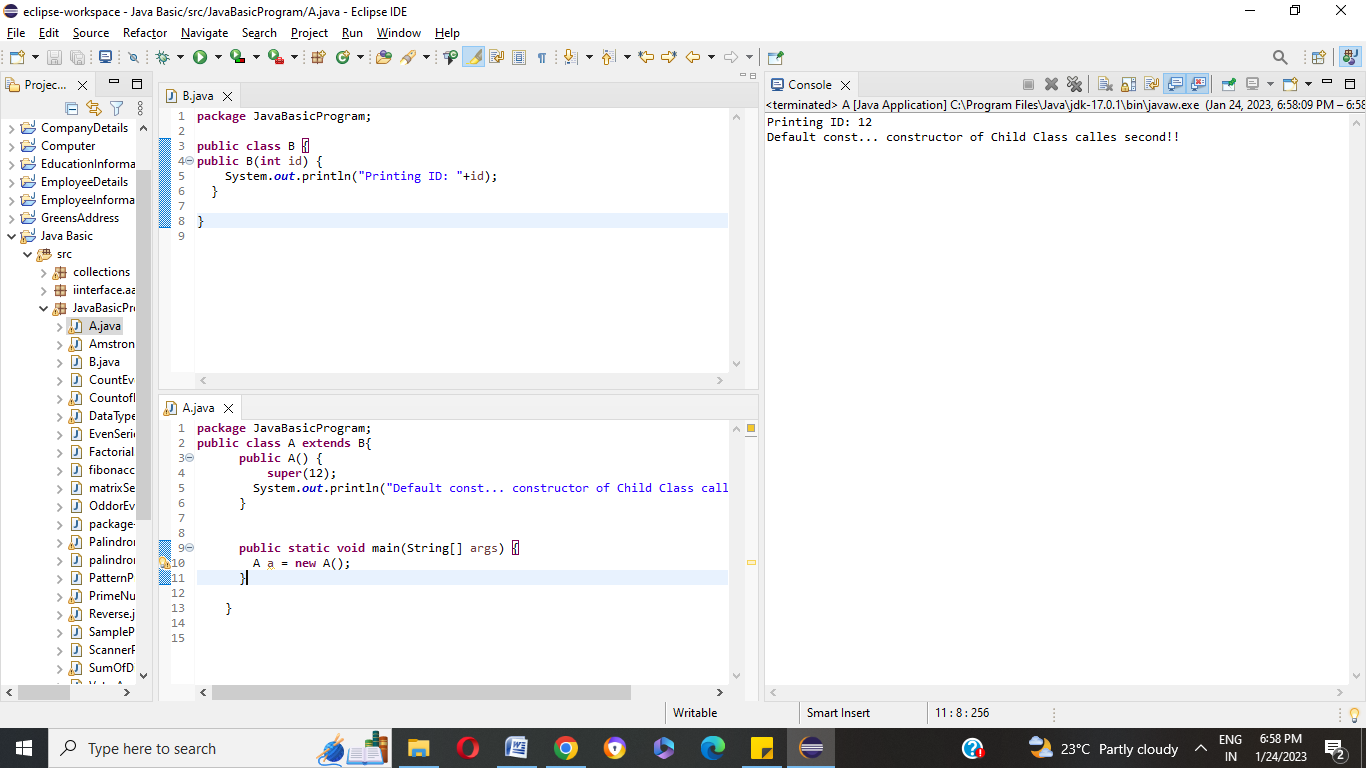 eclipse-workspace - Java Basic/src/JavaBasicProgram/A.java - Eclipse IDE
File Edit Source Refactor Navigate Search Project Run Window Help
Projec...
CompanyDetails
Computer
EducationInforma
EmployeeDetails
EmployeeInforma
GreensAddress
Java Basic
src
collections
iinterface.aa
JavaBasicPr
A.java
Amstron
B.java
CountEv
Countof
DataType
EvenSerie
Factorial
fibonacc
matrixSe
OddorEv
package-
Palindror
palindror
PatternP
PrimeNu
Reverse.j
SampleP
ScannerP
SumOfD
B.java
1 package JavaBasicProgram;
2
3 public class B {
4 public B(int id) {
5 System.out.println("Printing ID: "+id);
6 }
7
8 }
9
A.java
1 package JavaBasicProgram;
2 public class A extends B{
3 public A() {
4 super(12);
5 System.out.println("Default const... constructor of Child Class call
6 }
7
8
9 public static void main(String[] args) {
10 A a = new A();
11 }
12
13 }
14
15
Console
<terminated> A [Java Application] C:\Program Files\Java\jdk-17.0.1\bin\javaw.exe (Jan 24, 2023, 6:58:09 PM – 6:58
Printing ID: 12
Default const... constructor of Child Class calles second!!
Writable Smart Insert 11 : 8 : 256
Type here to search
23°C Partly cloudy
ENG
IN
6:58 PM
1/24/2023
2